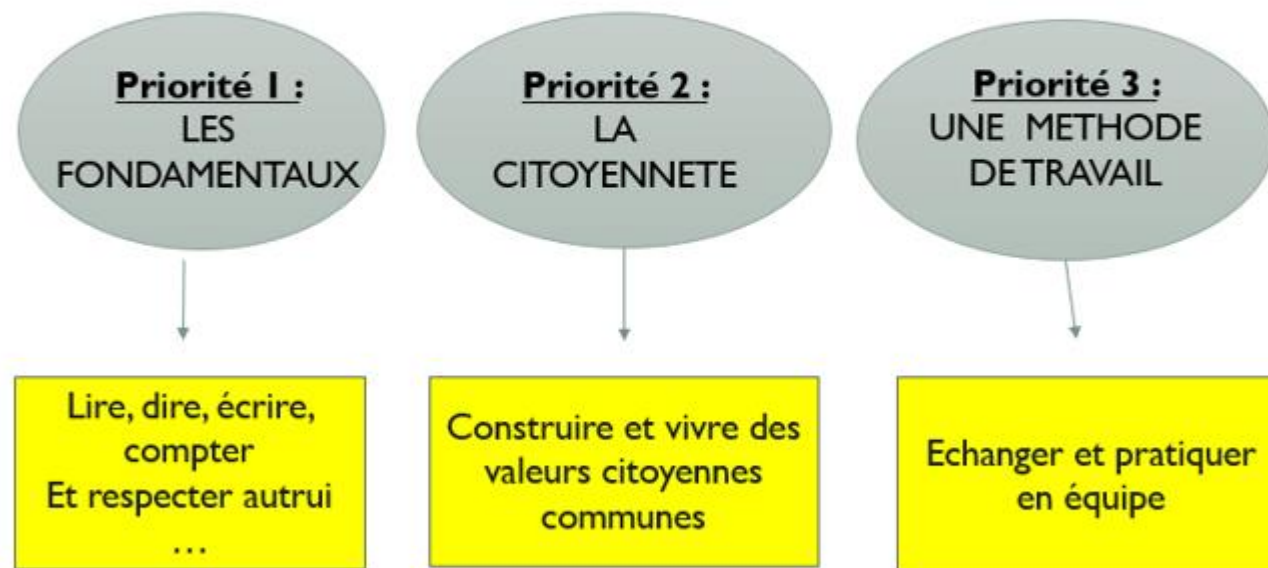 Priorité 1 :
LES
FONDAMENTAUX
Priorité 2 :
LA
CITOYENNETE
Priorité 3 :
UNE METHODE
DE TRAVAIL
Lire, dire, écrire,
compter
Et respecter autrui
…
Construire et vivre des
valeurs citoyennes
communes
Echanger et pratiquer
en équipe